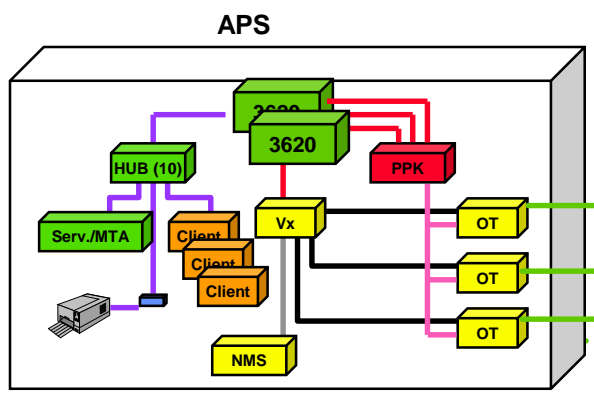 APS
3620
3620
HUB (10)
PPK
Serv./MTA
Client
Client
Client
Vx
OT
OT
OT
NMS